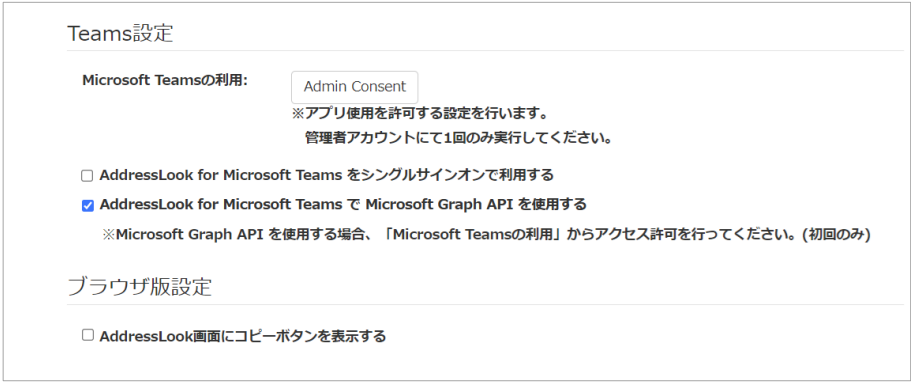 Teams設定
Microsoft Teamsの利用:
Admin Consent
※アプリ使用を許可する設定を行います。
管理者アカウントにて1回のみ実行してください。
AddressLook for Microsoft Teams をシングルサインオンで利用する
AddressLook for Microsoft Teams で Microsoft Graph API を使用する
※Microsoft Graph API を使用する場合、「Microsoft Teamsの利用」からアクセス許可を行ってください。(初回のみ)
ブラウザ版設定
AddressLook画面にコピーボタンを表示する